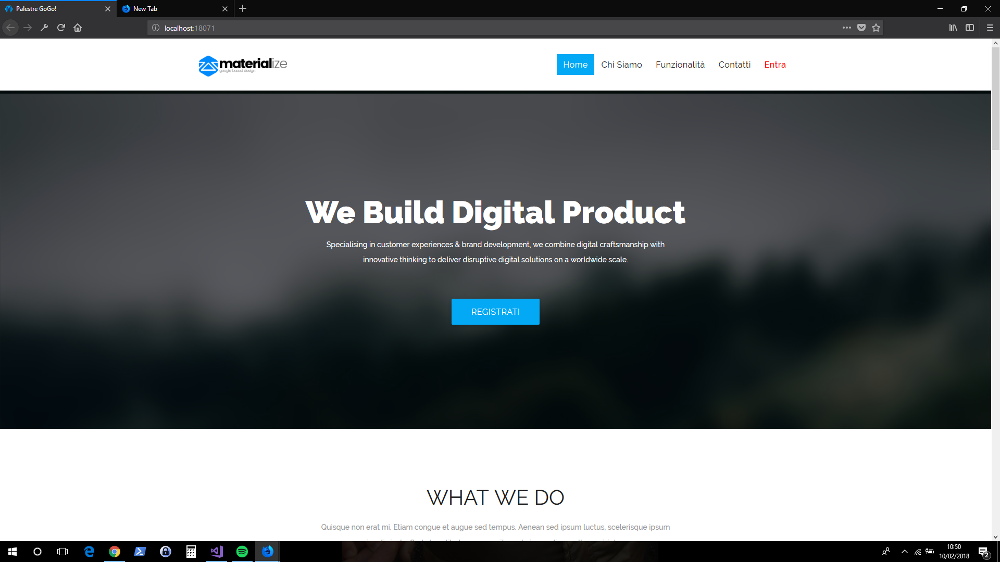 Palestre GoGo!
New Tab
localhost:18071
materialize
google based design
Home
Chi Siamo
Funzionalità
Contatti
Entra
We Build Digital Product
Specialising in customer experiences & brand development, we combine digital craftsmanship with
innovative thinking to deliver disruptive digital solutions on a worldwide scale.
REGISTRATI
WHAT WE DO
Quisque non erat mi. Etiam congue et augue sed tempus. Aenean sed ipsum luctus, scelerisque ipsum
10:50
10/02/2018
2